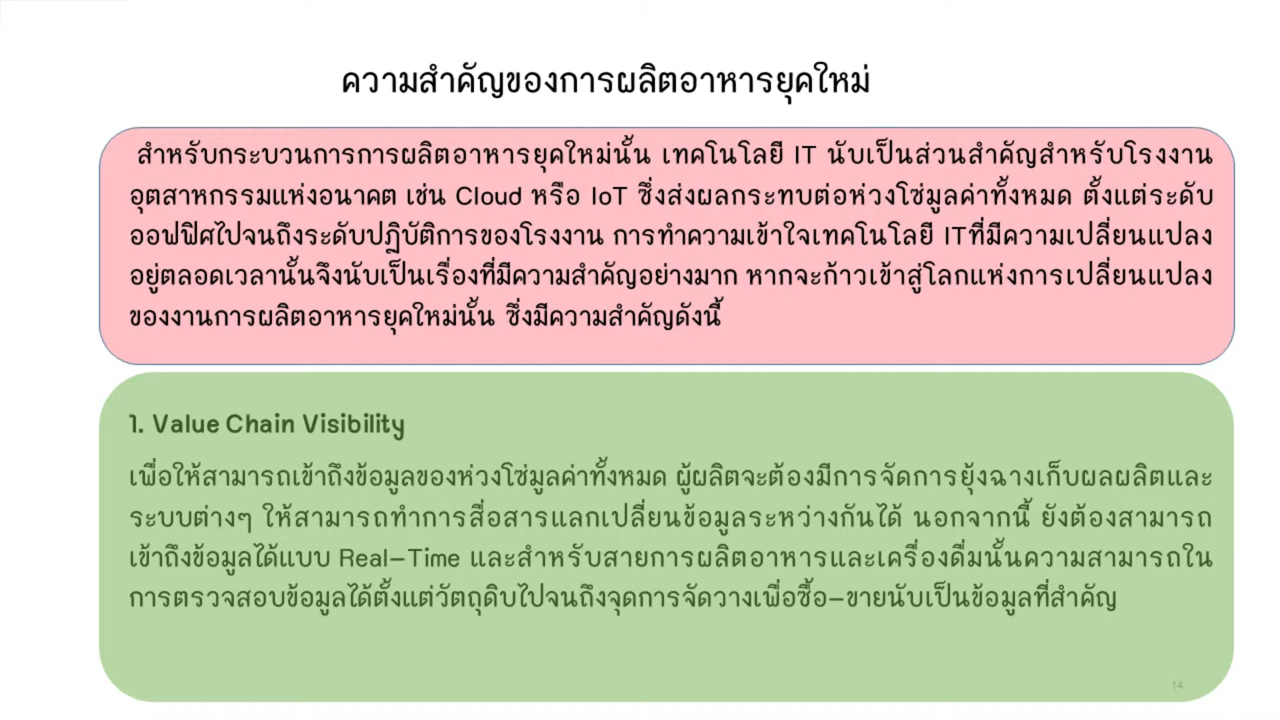 ความสำคัญของการผลิตอาหารยุคใหม่
สำหรับกระบวนการการผลิตอาหารยุคใหม่นั้น เทคโนโลยี IT นับเป็นส่วนสำคัญสำหรับโรงงาน
อุตสาหกรรมแห่งอนาคต เช่น Cloud หรือ IoT ซึ่งส่งผลกระทบต่อห่วงโซ่มูลค่าทั้งหมด ตั้งแต่ระดับ
ออฟฟิศไปจนถึงระดับปฎิบัติการของโรงงาน การทำความเข้าใจเทคโนโลยี ITที่มีความเปลี่ยนแปลง
อยู่ตลอดเวลานั้นจึงนับเป็นเรื่องที่มีความสำคัญอย่างมาก หากจะก้าวเข้าสู่โลกแห่งการเปลี่ยนแปลง
ของงานการผลิตอาหารยุคใหม่นั้น ซึ่งมีความสำคัญดังนี้
1. Value Chain Visibility
เพื่อให้สามารถเข้าถึงข้อมูลของห่วงโซ่มูลค่าทั้งหมด ผู้ผลิตจะต้องมีการจัดการยุ้งฉางเก็บผลผลิตและ
ระบบต่างๆ ให้สามารถทำการสื่อสารแลกเปลี่ยนข้อมูลระหว่างกันได้ นอกจากนี้ ยังต้องสามารถ
เข้าถึงข้อมูลได้แบบ Real-Time และสำหรับสายการผลิตอาหารและเครื่องดื่มนั้นความสามารถใน
การตรวจสอบข้อมูลได้ตั้งแต่วัตถุดิบไปจนถึงจุดการจัดวางเพื่อซื้อ-ขายนับเป็นข้อมูลที่สำคัญ
14